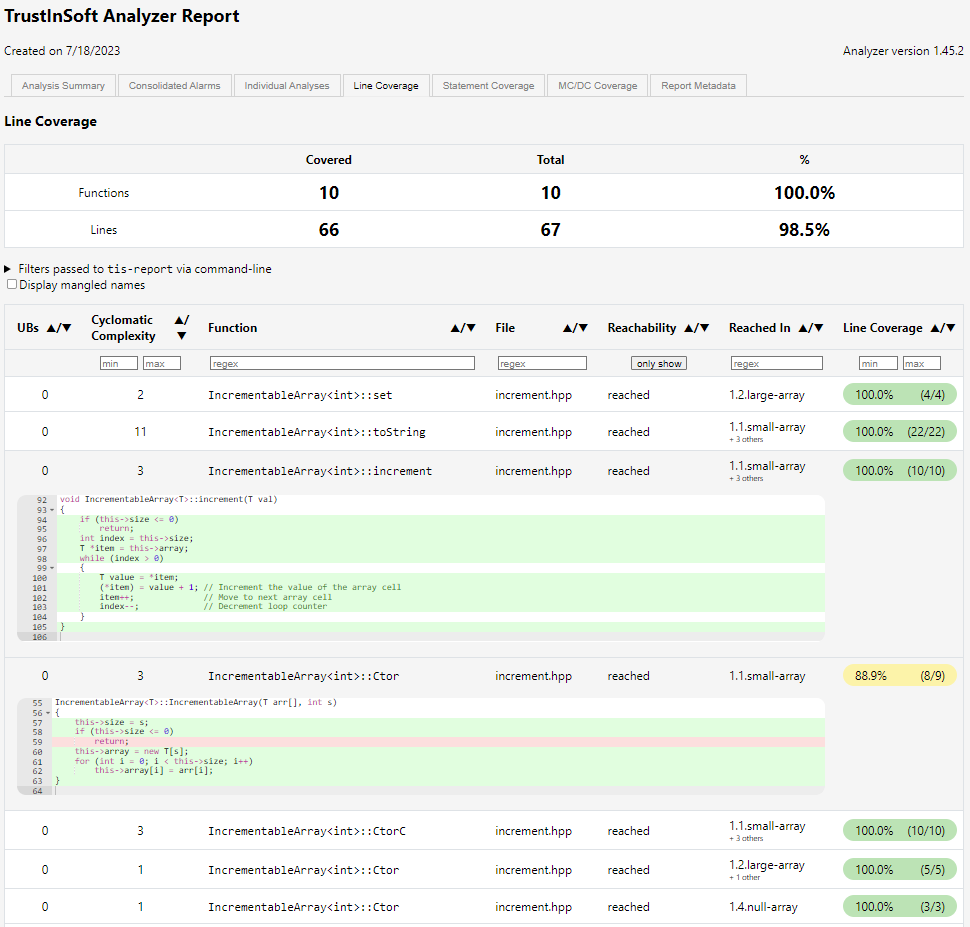 TrustInSoft Analyzer Report
Created on 7/18/2023 Analyzer version 1.45.2
Analysis Summary Consolidated Alarms Individual Analyses Line Coverage Statement Coverage MC/DC Coverage Report Metadata
Line Coverage
Covered Total %
Functions 10 10 100.0%
Lines 66 67 98.5%
▶ Filters passed to tis-report via command-line
Display mangled names
UBs ▲/▼ Cyclomatic Complexity ▲/▼ Function ▲/▼ File ▲/▼ Reachability ▲/▼ Reached In ▲/▼ Line Coverage ▲/▼
min max regex regex only show regex min max
0 2 IncrementableArray<int>::set increment.hpp reached 1.2.large-array 100.0% (4/4)
0 11 IncrementableArray<int>::toString increment.hpp reached 1.1.small-array + 3 others 100.0% (22/22)
0 3 IncrementableArray<int>::increment increment.hpp reached 1.1.small-array + 3 others 100.0% (10/10)
92 void IncrementableArray<T>::increment(T val)
93 {
94 if (this->size <= 0)
95 return;
96 int index = this->size;
97 T *item = this->array;
98 while (index > 0)
99 {
100 T value = *item;
101 (*item) = value + 1; // Increment the value of the array cell
102 item++; // Move to next array cell
103 index--; // Decrement loop counter
104 }
105 }
106
0 3 IncrementableArray<int>::Ctor increment.hpp reached 1.1.small-array 88.9% (8/9)
55 IncrementableArray<T>::IncrementableArray(T arr[], int s)
56 {
57 this->size = s;
58 if (this->size <= 0)
59 return;
60 this->array = new T[s];
61 for (int i = 0; i < this->size; i++)
62 this->array[i] = arr[i];
63 }
64
0 3 IncrementableArray<int>::CtorC increment.hpp reached 1.1.small-array + 3 others 100.0% (10/10)
0 1 IncrementableArray<int>::Ctor increment.hpp reached 1.2.large-array + 1 other 100.0% (5/5)
0 1 IncrementableArray<int>::Ctor increment.hpp reached 1.4.null-array 100.0% (3/3)